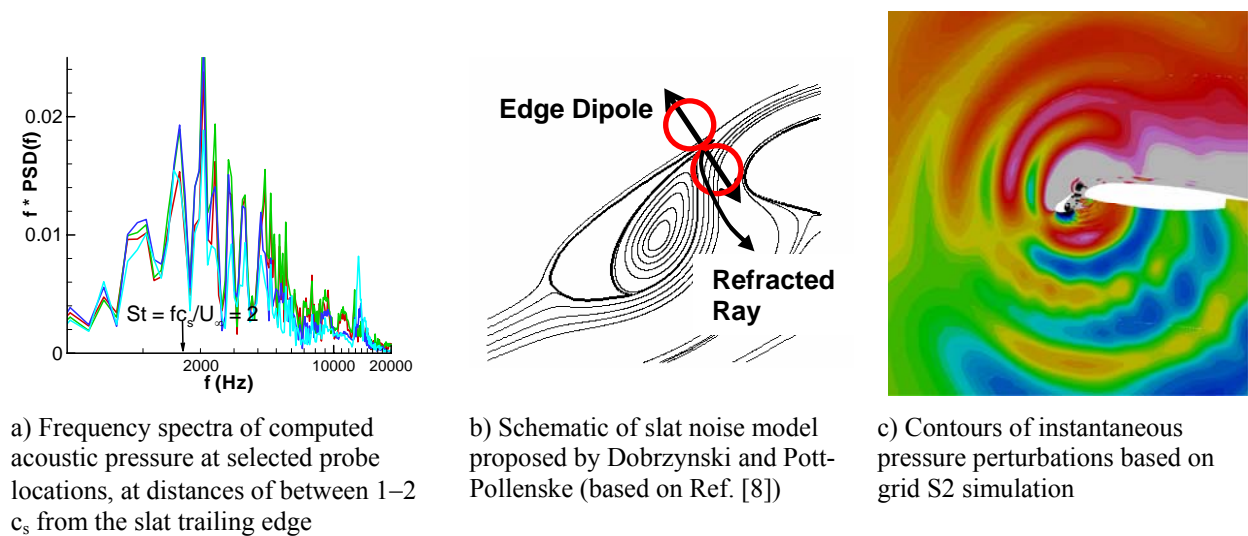 0.02
0.01
0
f * PSD(f)
St = fcₛ/U∞ = 2
2000
10000
20000
f (Hz)
Edge Dipole
Refracted
Ray
a) Frequency spectra of computed
acoustic pressure at selected probe
locations, at distances of between 1–2
cₛ from the slat trailing edge
b) Schematic of slat noise model
proposed by Dobrzynski and Pott-
Pollenske (based on Ref. [8])
c) Contours of instantaneous
pressure perturbations based on
grid S2 simulation